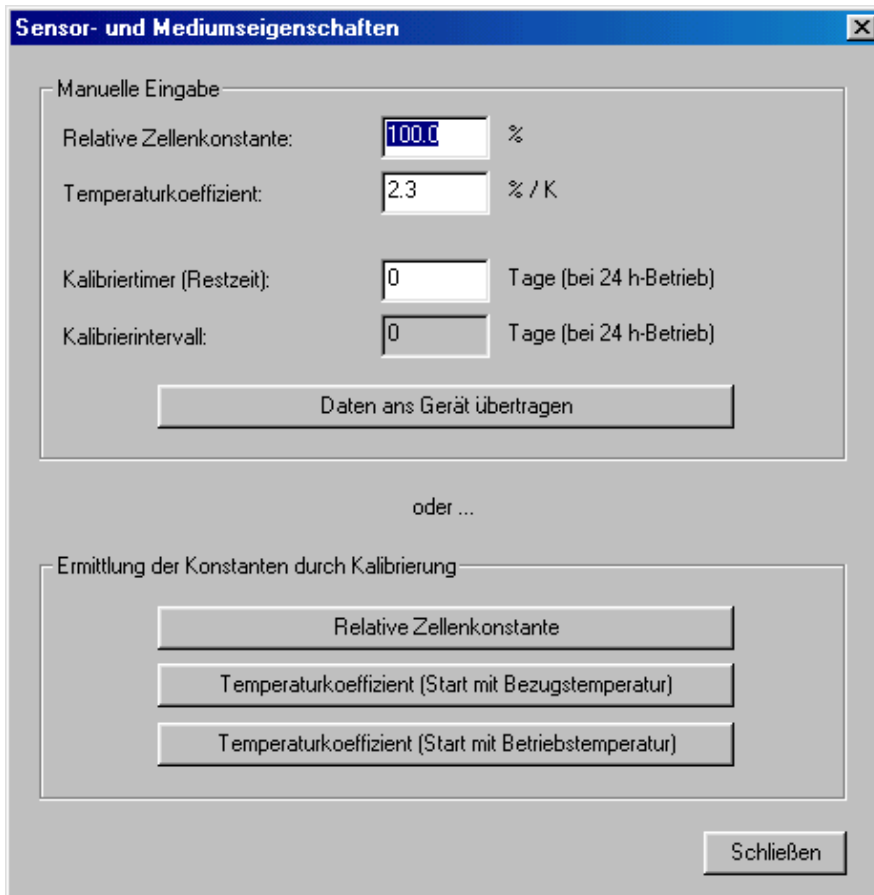 Sensor- und Mediumseigenschaften
Manuelle Eingabe
Relative Zellenkonstante: 100.0 %
Temperaturkoeffizient: 2.3 % / K
Kalibriertimer (Restzeit): 0 Tage (bei 24 h-Betrieb)
Kalibrierintervall: 0 Tage (bei 24 h-Betrieb)
Daten ans Gerät übertragen
oder ...
Ermittlung der Konstanten durch Kalibrierung
Relative Zellenkonstante
Temperaturkoeffizient (Start mit Bezugstemperatur)
Temperaturkoeffizient (Start mit Betriebstemperatur)
Schließen